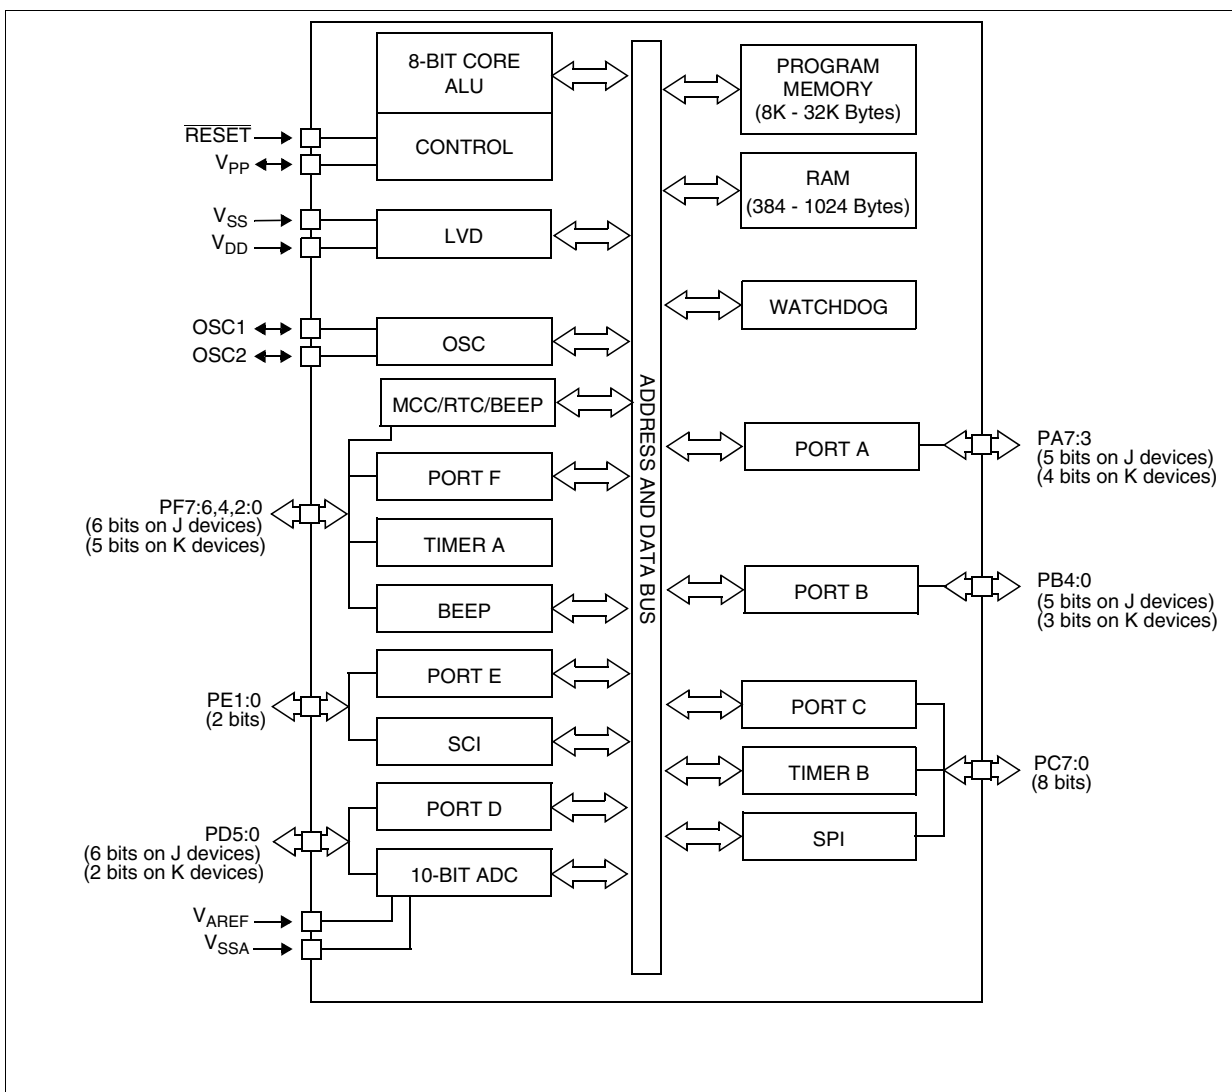 8-BIT CORE
ALU
CONTROL
RESET
VPP
VSS
VDD
LVD
OSC1
OSC2
OSC
MCC/RTC/BEEP
PORT F
PF7:6,4,2:0
(6 bits on J devices)
(5 bits on K devices)
TIMER A
BEEP
PORT E
PE1:0
(2 bits)
SCI
PORT D
PD5:0
(6 bits on J devices)
(2 bits on K devices)
10-BIT ADC
VAREF
VSSA
ADDRESS AND DATA BUS
PROGRAM
MEMORY
(8K - 32K Bytes)
RAM
(384 - 1024 Bytes)
WATCHDOG
PORT A
PA7:3
(5 bits on J devices)
(4 bits on K devices)
PORT B
PB4:0
(5 bits on J devices)
(3 bits on K devices)
PORT C
TIMER B
PC7:0
(8 bits)
SPI